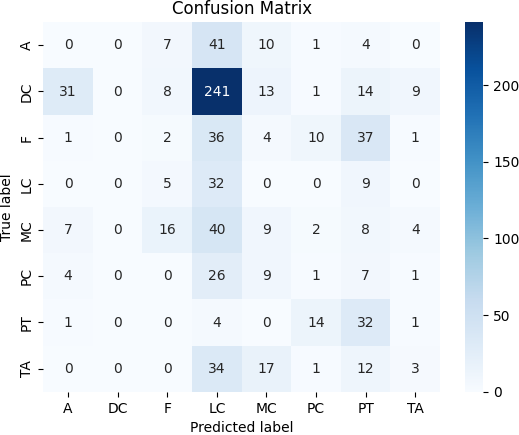 Confusion Matrix
A 0 0 7 41 10 1 4 0
DC 31 0 8 241 13 1 14 9
F 1 0 2 36 4 10 37 1
LC 0 0 5 32 0 0 9 0
MC 7 0 16 40 9 2 8 4
PC 4 0 0 26 9 1 7 1
PT 1 0 0 4 0 14 32 1
TA 0 0 0 34 17 1 12 3
A DC F LC MC PC PT TA
Predicted label
True label
200
150
100
50
0